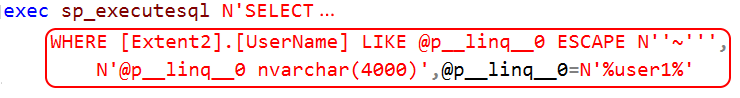 exec sp_executesql N'SELECT ...
WHERE [Extent2].[UserName] LIKE @p__linq__0 ESCAPE N''~''',
N'@p__linq__0 nvarchar(4000)',@p__linq__0=N'%user1%'